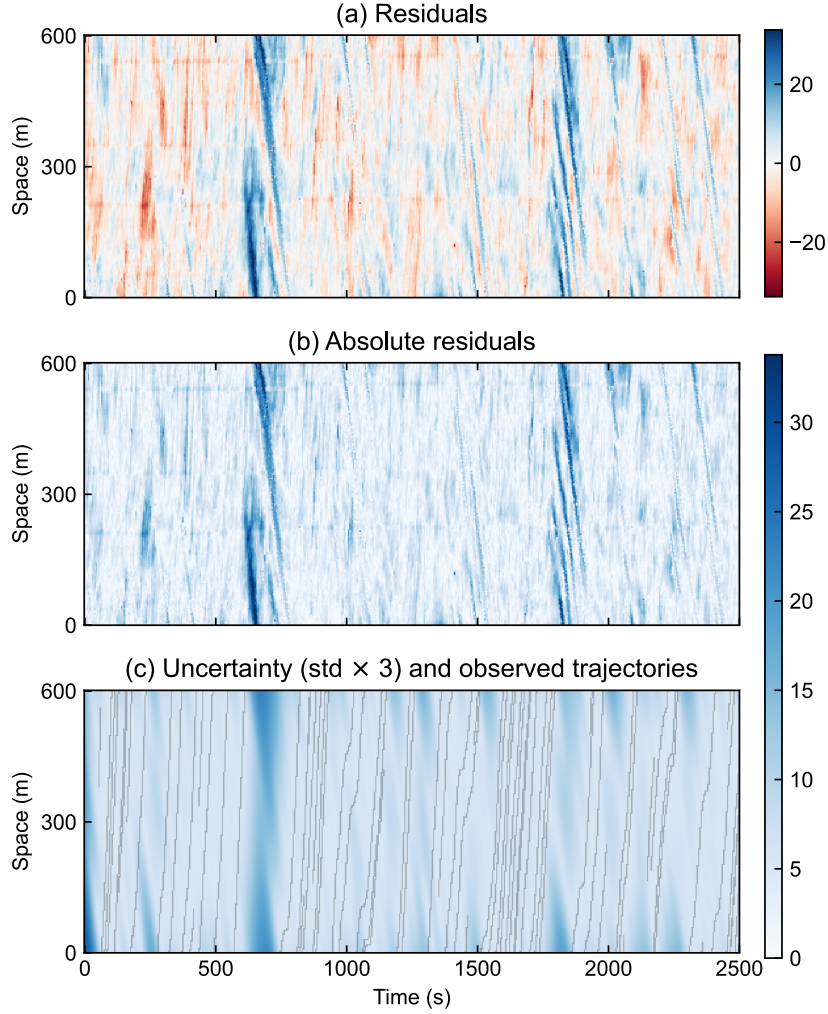 (a) Residuals
600
300
0
Space (m)
20
0
−20
(b) Absolute residuals
600
300
0
Space (m)
(c) Uncertainty (std × 3) and observed trajectories
600
300
0
Space (m)
0 500 1000 1500 2000 2500
Time (s)
30
25
20
15
10
5
0